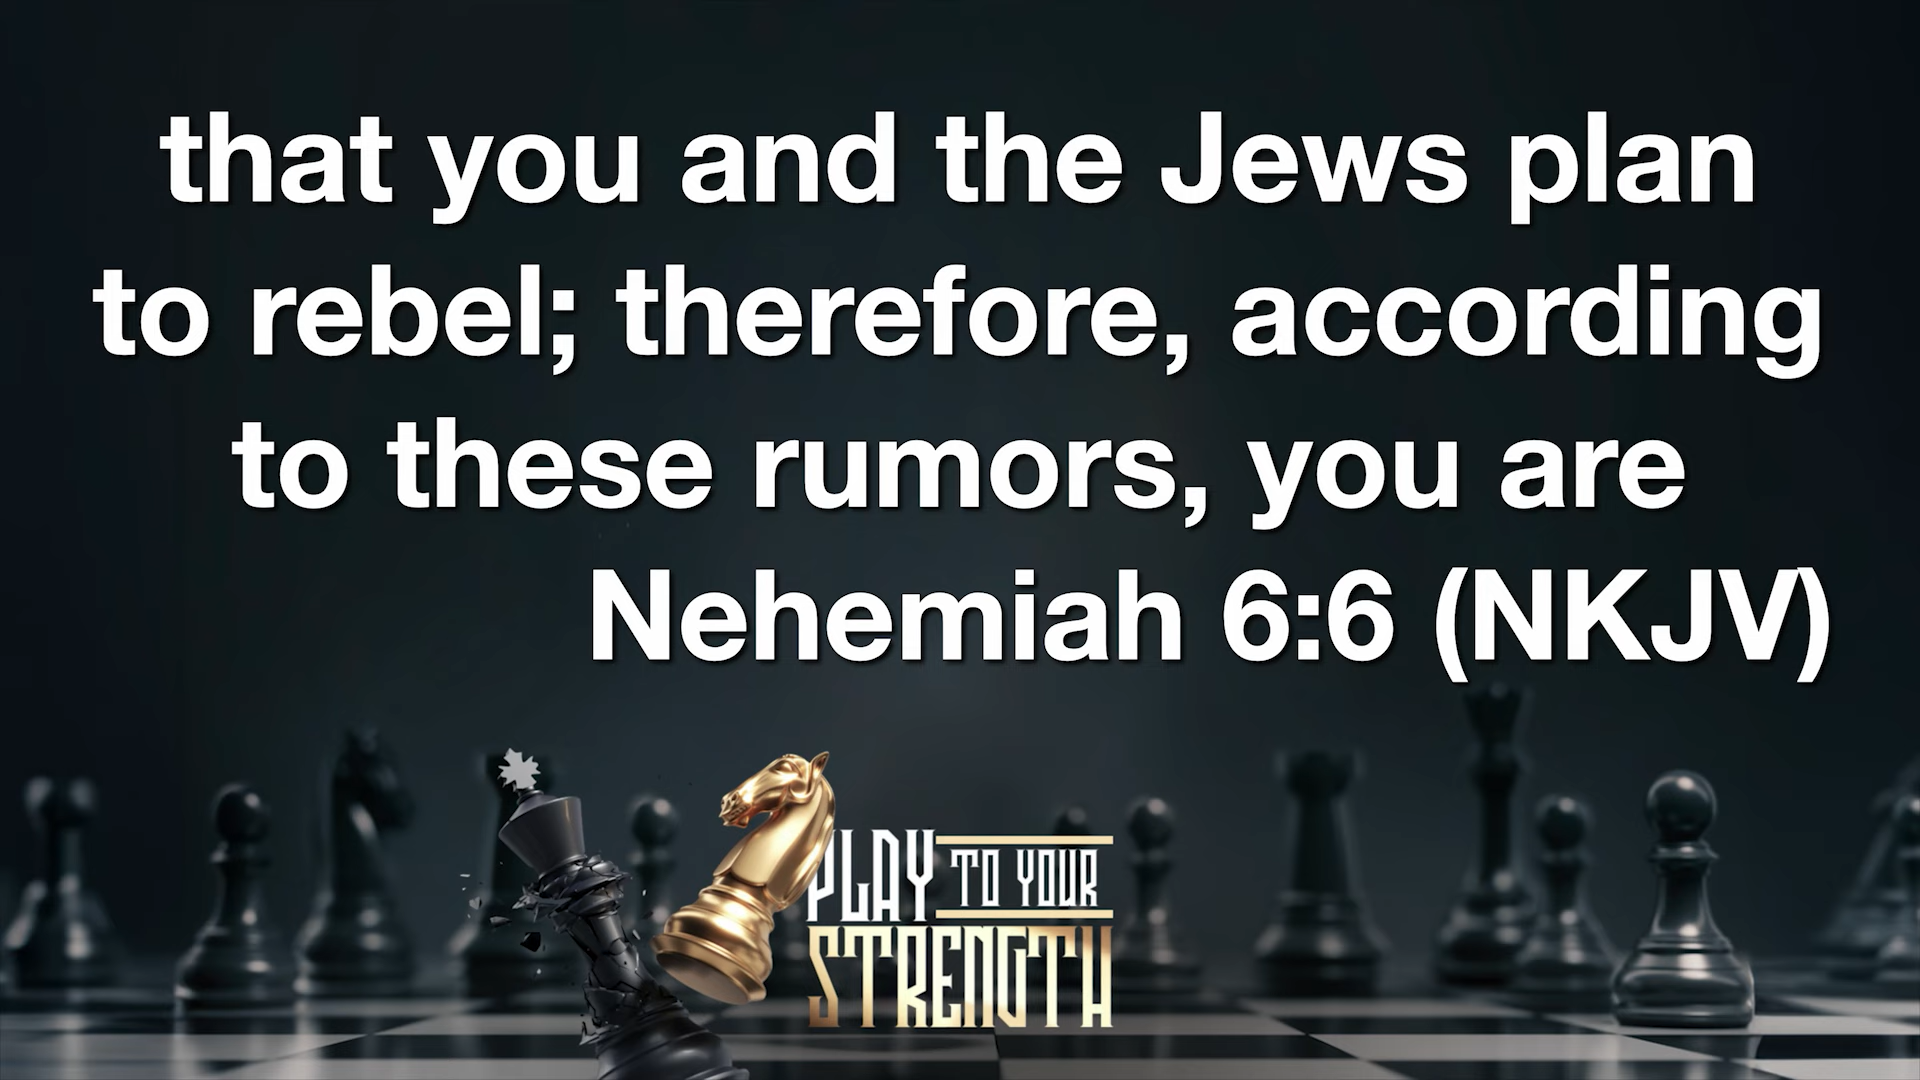 that you and the Jews plan
to rebel; therefore, according
to these rumors, you are
Nehemiah 6:6 (NKJV)
PLAY TO YOUR
STRENGTH